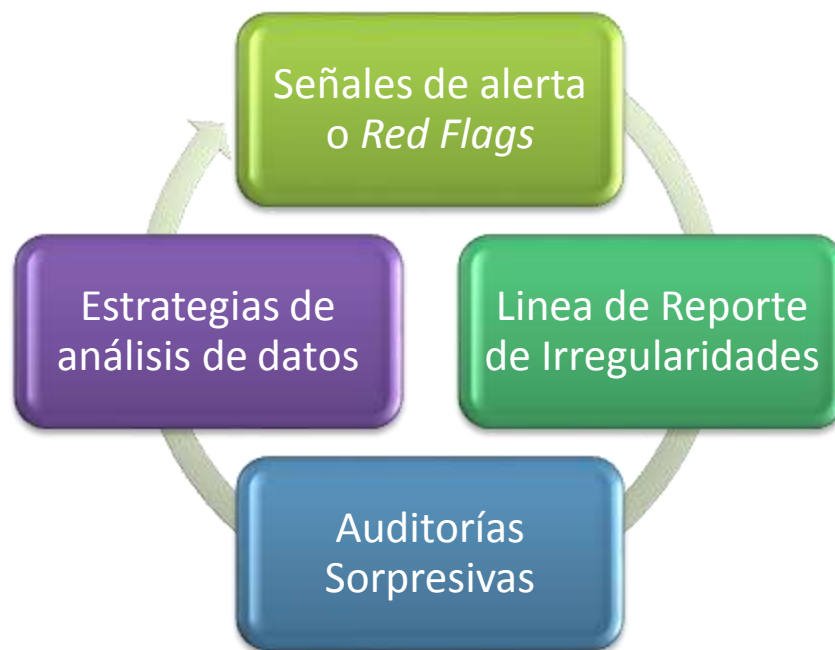 Señales de alerta
o Red Flags
Estrategias de
análisis de datos
Linea de Reporte
de Irregularidades
Auditorías
Sorpresivas